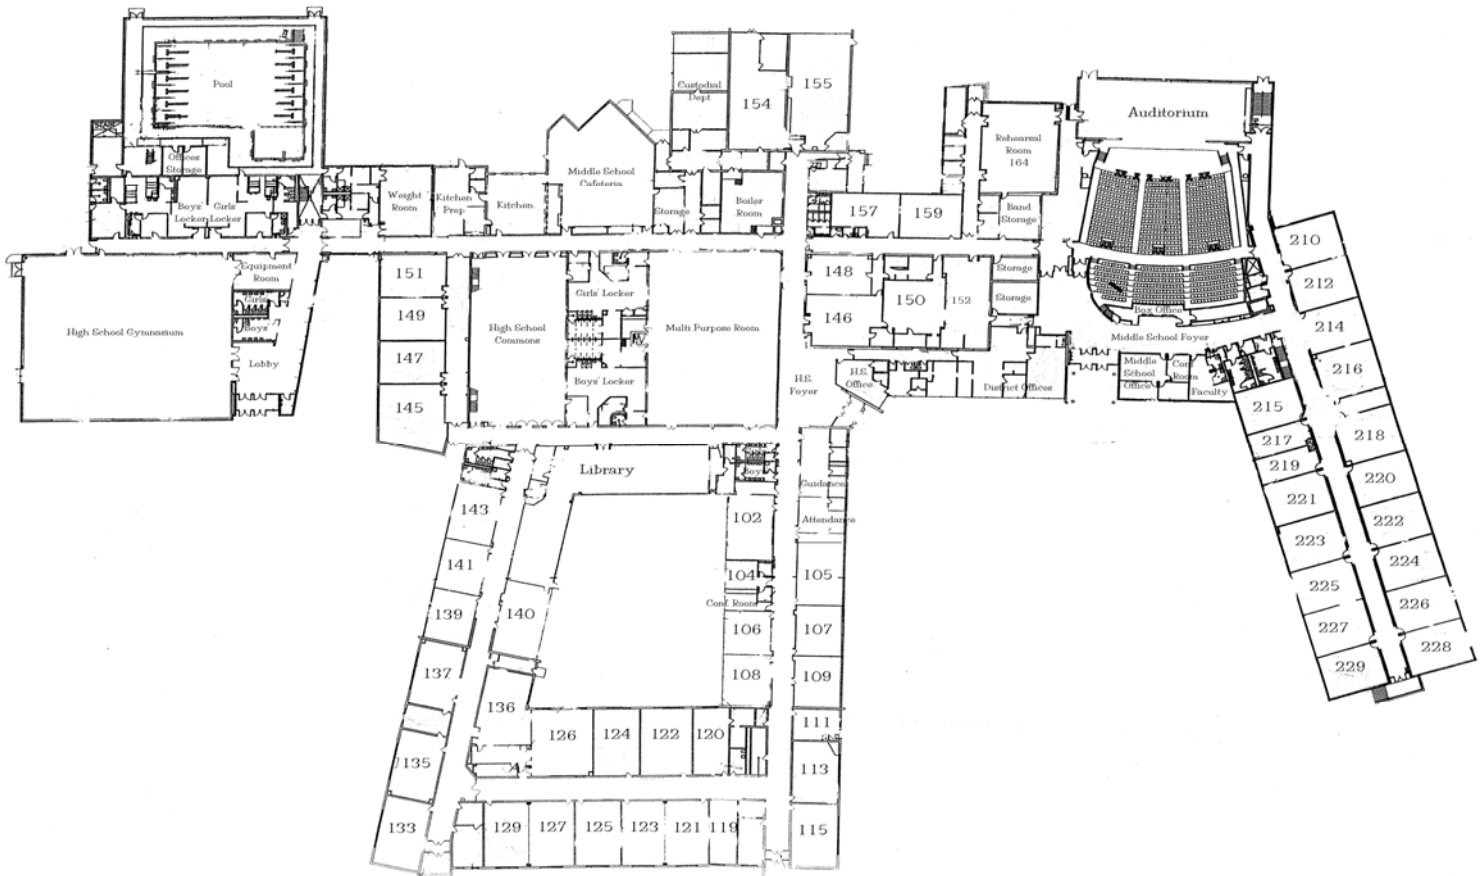 Pool
Custodial
Dept
154
155
Auditorium
Rehearsal
Room
164
Offices
Storage
Boys'
Locker
Girls
Locker
Weight
Room
Kitchen
Prep
Kitchen
Middle School
Cafeteria
Storage
Boiler
Room
157
159
Band
Storage
210
212
214
216
218
220
222
224
226
228
Equipment
Room
Girls
Boys
Lobby
High School Gymnasium
151
149
147
145
High School
Commons
Girls' Locker
Boys' Locker
Multi Purpose Room
148
146
150
152
Storage
Storage
H.S.
Foyer
H.S.
Office
District Offices
Box Office
Middle School Foyer
Middle
School
Office
Conf
Room
Faculty
215
217
219
221
223
225
227
229
Library
Boys
Guidance
Attendance
143
141
139
137
135
133
140
136
102
104
Conf. Room
106
108
105
107
109
111
113
115
126
124
122
120
129
127
125
123
121
119